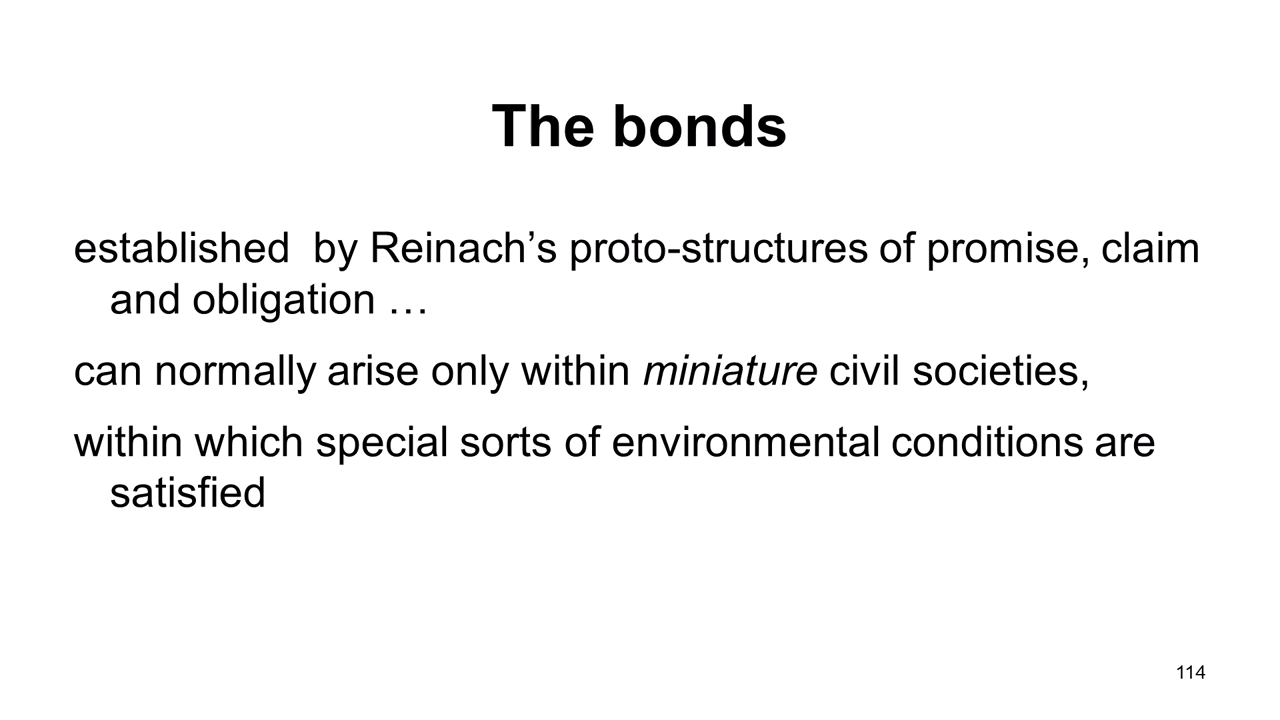 The bonds
established  by Reinach’s proto-structures of promise, claim
and obligation …
can normally arise only within miniature civil societies,
within which special sorts of environmental conditions are
satisfied
114